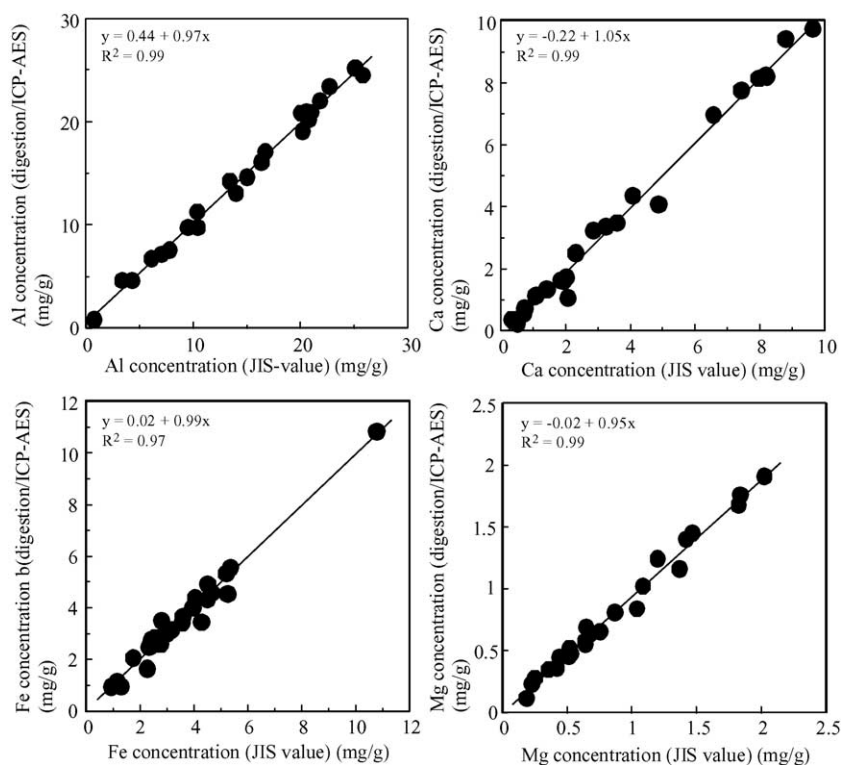 Al concentration (digestion/ICP-AES)
(mg/g)
y = 0.44 + 0.97x
R² = 0.99
30
20
10
0
0
10
20
30
Al concentration (JIS-value) (mg/g)
Ca concentration (digestion/ICP-AES)
(mg/g)
y = -0.22 + 1.05x
R² = 0.99
10
8
6
4
2
0
0
2
4
6
8
10
Ca concentration (JIS value) (mg/g)
Fe concentration b(digestion/ICP-AES)
(mg/g)
y = 0.02 + 0.99x
R² = 0.97
12
10
8
6
4
2
0
0
2
4
6
8
10
12
Fe concentration (JIS value) (mg/g)
Mg concentration (digestion/ICP-AES)
(mg/g)
y = -0.02 + 0.95x
R² = 0.99
2.5
2
1.5
1
0.5
0
0
0.5
1
1.5
2
2.5
Mg concentration (JIS value) (mg/g)